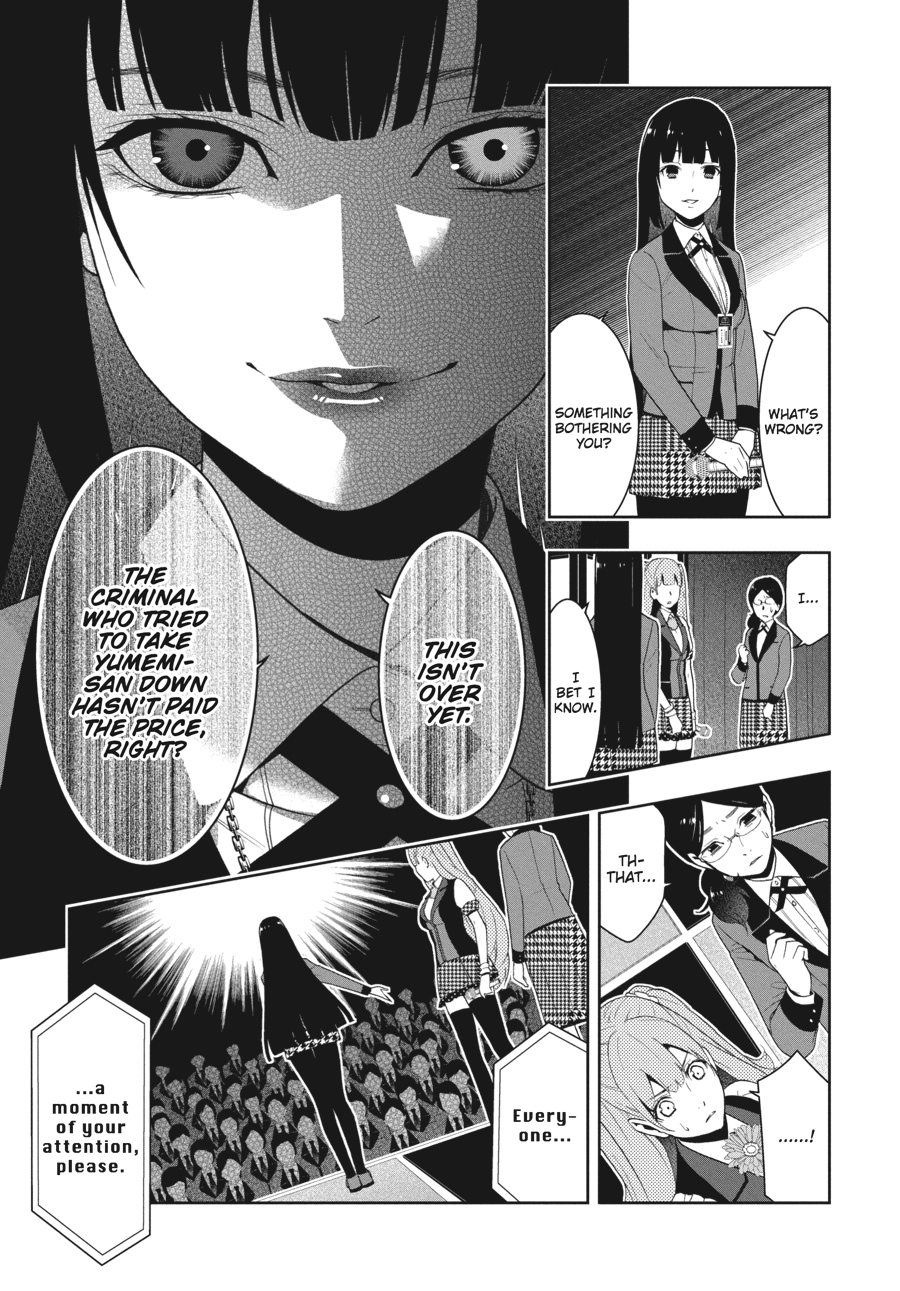 WHAT'S
WRONG?
SOMETHING
BOTHERING
YOU?
I...
I
BET I
KNOW.
TH-
THAT...
......!
THIS
ISN'T
OVER
YET.
THE
CRIMINAL
WHO TRIED
TO TAKE
YUMEMI-
SAN DOWN
HASN'T PAID
THE PRICE,
RIGHT?
Every-
one...
...a
moment
of your
attention,
please.